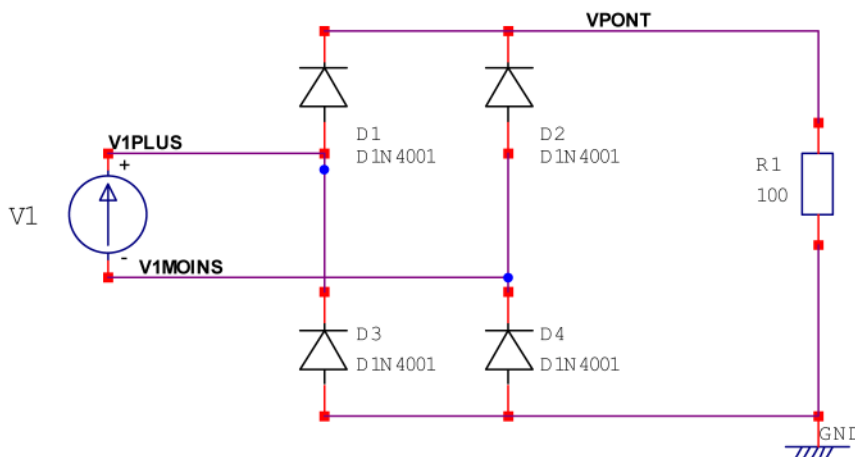 VPONT
D1
D1N4001
D2
D1N4001
V1PLUS
+
V1
-
V1MOINS
R1
100
D3
D1N4001
D4
D1N4001
GND